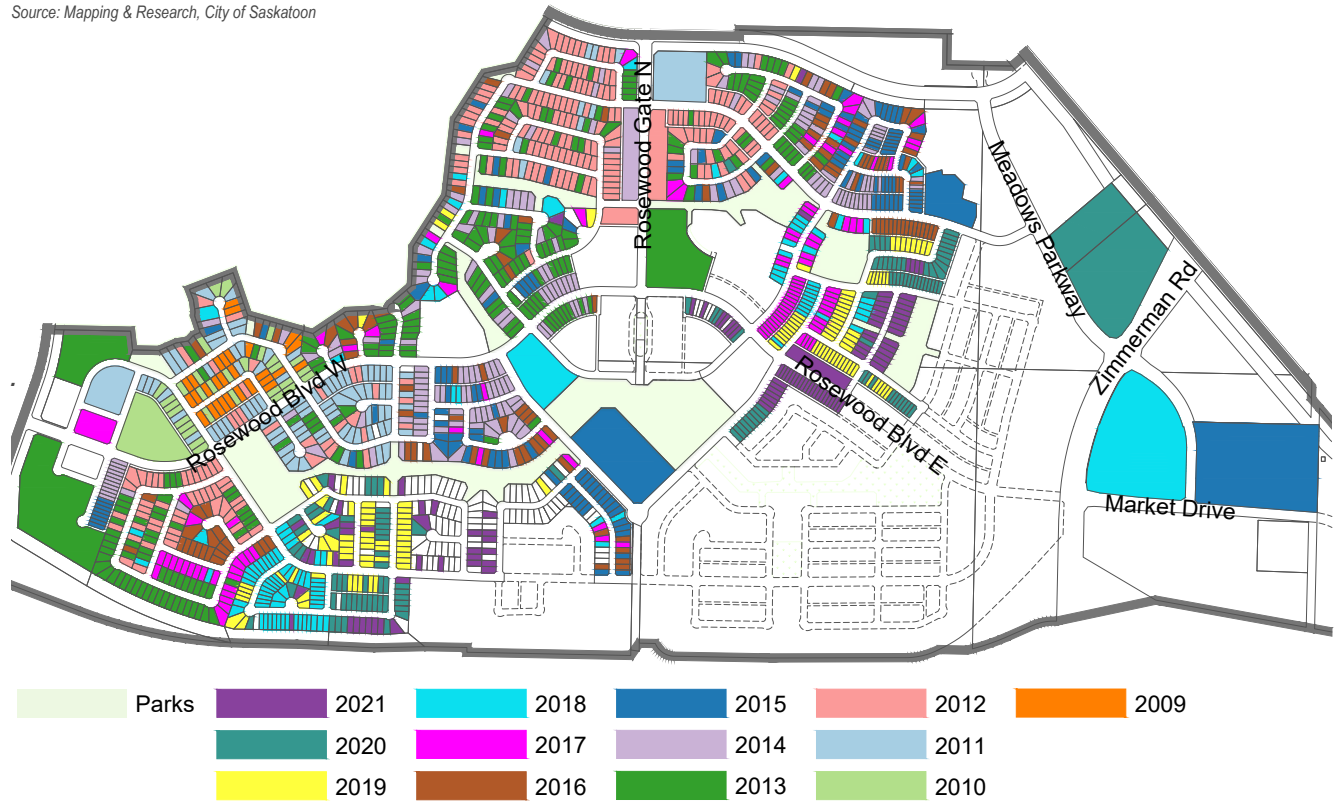 Source: Mapping & Research, City of Saskatoon
Rosewood Gate N
Meadows Parkway
Zimmerman Rd
Rosewood Blvd W
Rosewood Blvd E
Market Drive
Parks
2021
2018
2015
2012
2009
2020
2017
2014
2011
2019
2016
2013
2010